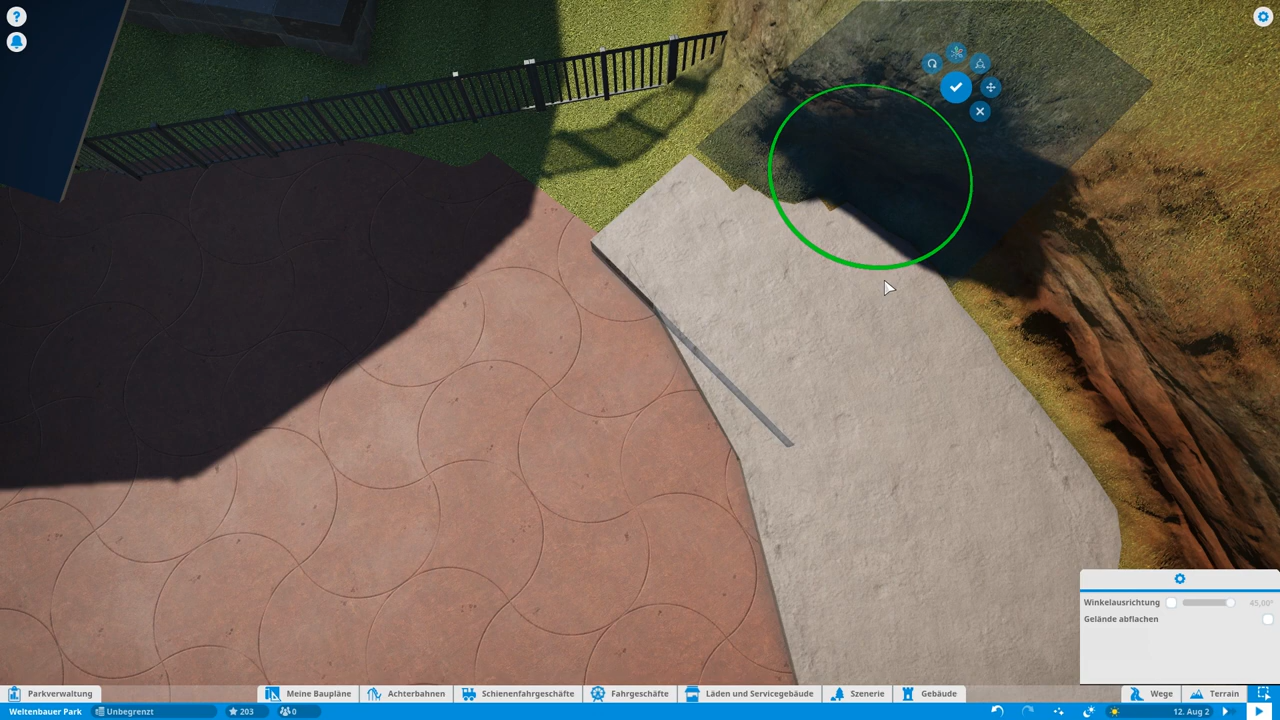 ?
Winkelausrichtung 45,00°
Gelände abflachen
Parkverwaltung Meine Baupläne Achterbahnen Schienenfahrgeschäfte Fahrgeschäfte Läden und Servicegebäude Szenerie Gebäude Wege Terrain
Weltenbauer Park Unbegrenzt 203 0 12. Aug 2